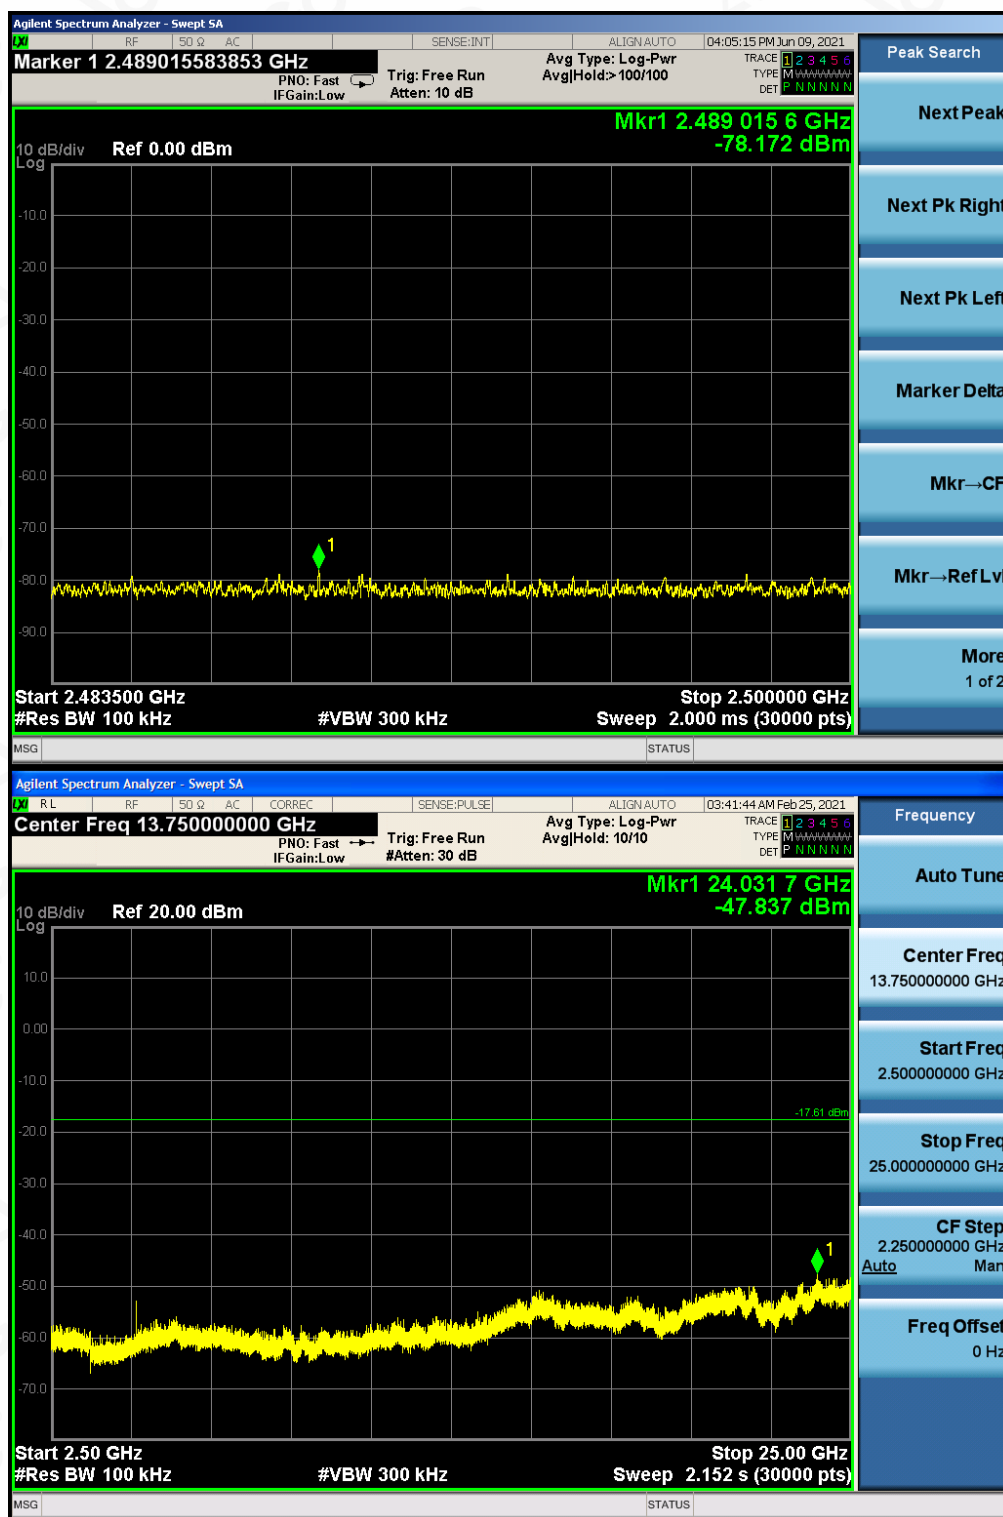 Agilent Spectrum Analyzer - Swept SA
LXI RF 50 Ω AC SENSE:INT ALIGN AUTO 04:05:15 PM Jun 09, 2021
Marker 1 2.489015583853 GHz
PNO: Fast
IFGain:Low
Trig: Free Run
Atten: 10 dB
Avg Type: Log-Pwr
Avg|Hold:>100/100
TRACE 1 2 3 4 5 6
TYPE M
DET P N N N N N
Mkr1 2.489 015 6 GHz
-78.172 dBm
10 dB/div Ref 0.00 dBm
Log
-10.0
-20.0
-30.0
-40.0
-50.0
-60.0
-70.0
-80.0
-90.0
1
Start 2.483500 GHz Stop 2.500000 GHz
#Res BW 100 kHz #VBW 300 kHz Sweep 2.000 ms (30000 pts)
MSG STATUS
Peak Search
Next Peak
Next Pk Right
Next Pk Left
Marker Delta
Mkr→CF
Mkr→Ref Lvl
More
1 of 2
Agilent Spectrum Analyzer - Swept SA
LXI RL RF 50 Ω AC CORREC SENSE:PULSE ALIGN AUTO 03:41:44 AM Feb 25, 2021
Center Freq 13.750000000 GHz
PNO: Fast
IFGain:Low
Trig: Free Run
#Atten: 30 dB
Avg Type: Log-Pwr
Avg|Hold: 10/10
TRACE 1 2 3 4 5 6
TYPE M
DET P N N N N N
Mkr1 24.031 7 GHz
-47.837 dBm
10 dB/div Ref 20.00 dBm
Log
10.0
0.00
-10.0
-17.61 dBm
-20.0
-30.0
-40.0
-50.0
-60.0
-70.0
1
Start 2.50 GHz Stop 25.00 GHz
#Res BW 100 kHz #VBW 300 kHz Sweep 2.152 s (30000 pts)
MSG STATUS
Frequency
Auto Tune
Center Freq
13.750000000 GHz
Start Freq
2.500000000 GHz
Stop Freq
25.000000000 GHz
CF Step
2.250000000 GHz
Auto Man
Freq Offset
0 Hz